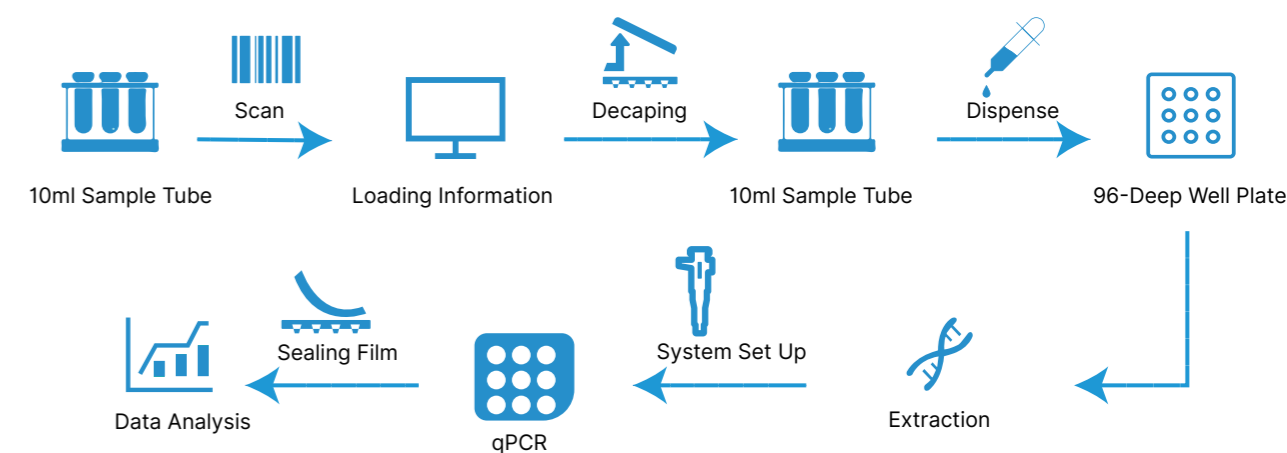 Scan
Decaping
Dispense
10ml Sample Tube
Loading Information
10ml Sample Tube
96-Deep Well Plate
Sealing Film
System Set Up
Data Analysis
qPCR
Extraction